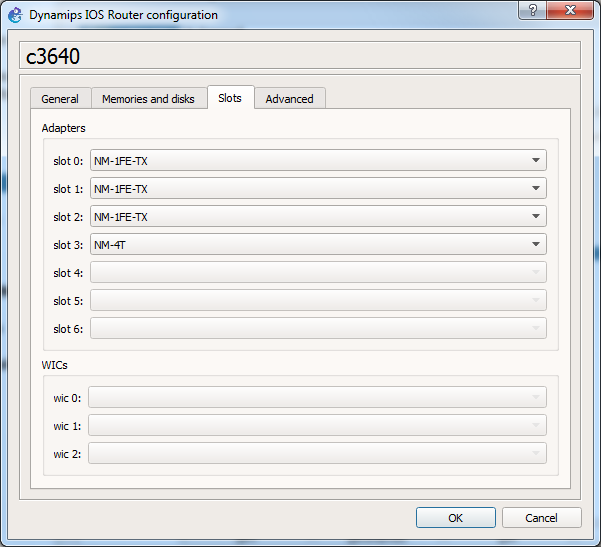 Dynamips IOS Router configuration
c3640
General Memories and disks Slots Advanced
Adapters
slot 0: NM-1FE-TX
slot 1: NM-1FE-TX
slot 2: NM-1FE-TX
slot 3: NM-4T
slot 4:
slot 5:
slot 6:
WICs
wic 0:
wic 1:
wic 2:
OK Cancel